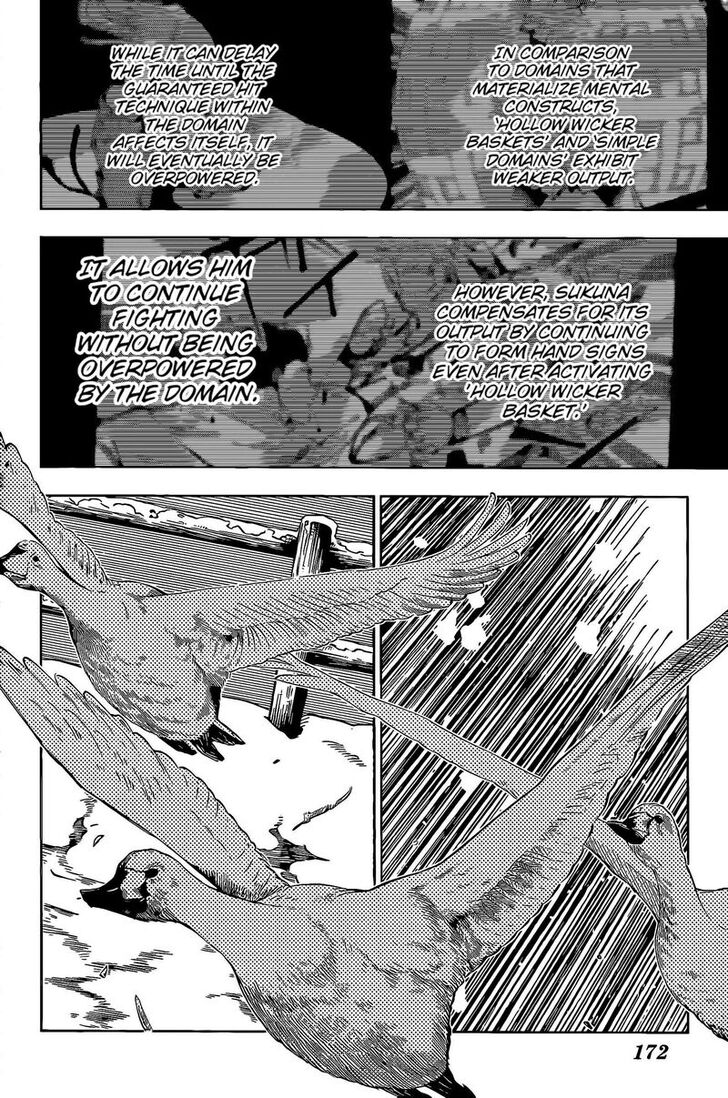 IN COMPARISON
TO DOMAINS THAT
MATERIALIZE MENTAL
CONSTRUCTS,
'HOLLOW WICKER
BASKETS' AND 'SIMPLE
DOMAINS' EXHIBIT
WEAKER OUTPUT.
WHILE IT CAN DELAY
THE TIME UNTIL THE
GUARANTEED HIT
TECHNIQUE WITHIN
THE DOMAIN
AFFECTS ITSELF, IT
WILL EVENTUALLY BE
OVERPOWERED.
HOWEVER, SUKUNA
COMPENSATES FOR ITS
OUTPUT BY CONTINUING
TO FORM HAND SIGNS
EVEN AFTER ACTIVATING
'HOLLOW WICKER
BASKET.'
IT ALLOWS HIM
TO CONTINUE
FIGHTING
WITHOUT BEING
OVERPOWERED
BY THE DOMAIN.
172